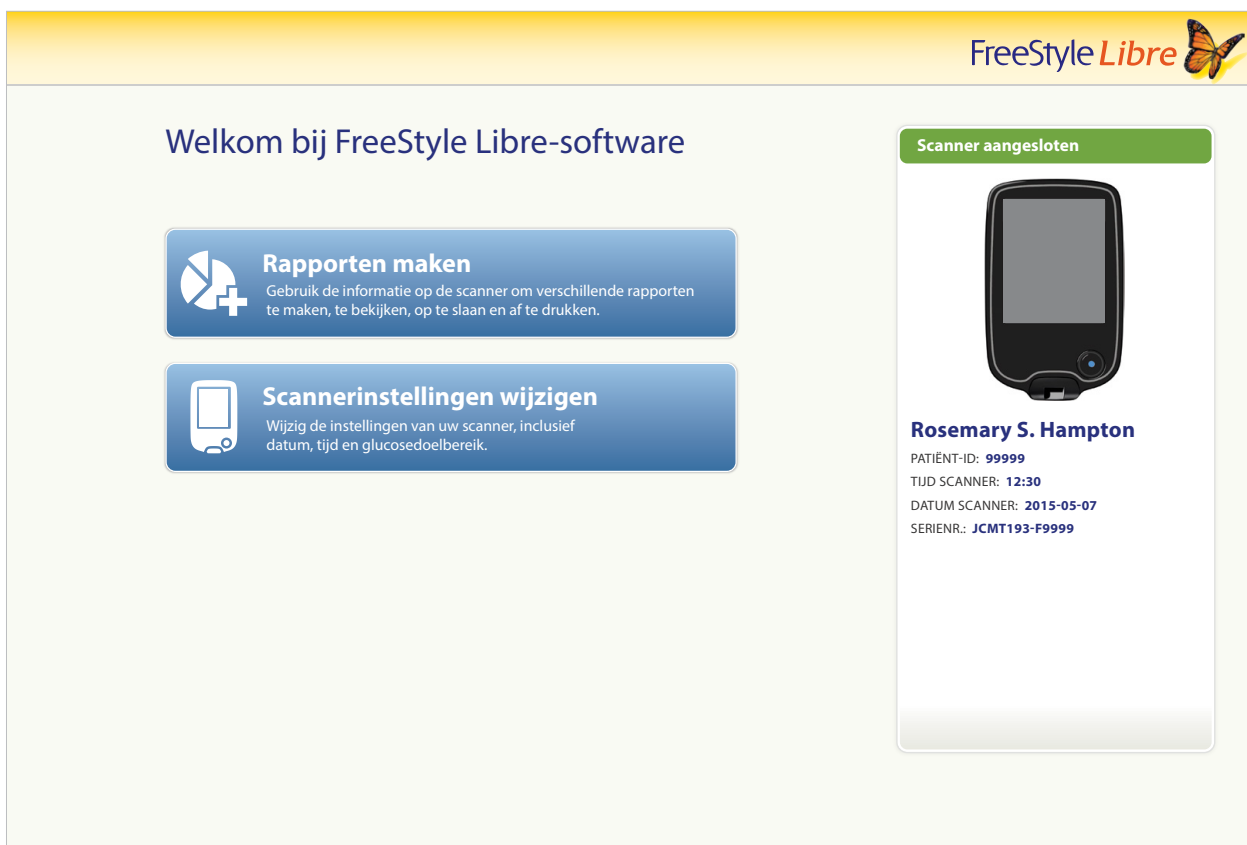 FreeStyle Libre
Welkom bij FreeStyle Libre-software
Rapporten maken
Gebruik de informatie op de scanner om verschillende rapporten
te maken, te bekijken, op te slaan en af te drukken.
Scannerinstellingen wijzigen
Wijzig de instellingen van uw scanner, inclusief
datum, tijd en glucosedoelbereik.
Scanner aangesloten
Rosemary S. Hampton
PATIËNT-ID: 99999
TIJD SCANNER: 12:30
DATUM SCANNER: 2015-05-07
SERIENR.: JCMT193-F9999